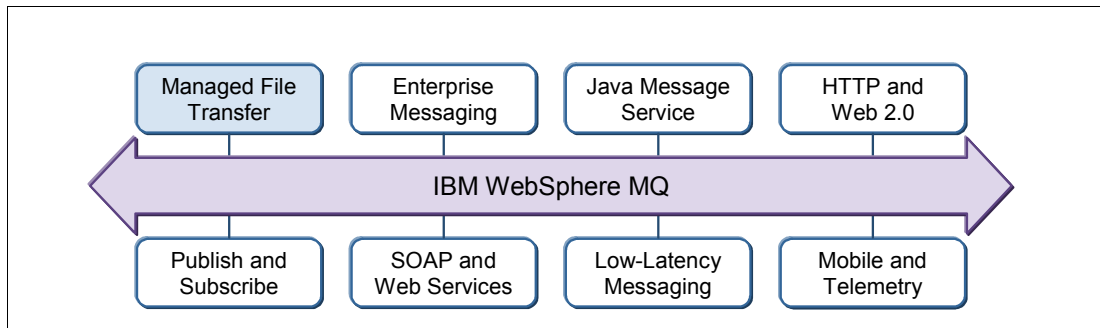 Managed File
Transfer
Enterprise
Messaging
Java Message
Service
HTTP and
Web 2.0
IBM WebSphere MQ
Publish and
Subscribe
SOAP and
Web Services
Low-Latency
Messaging
Mobile and
Telemetry